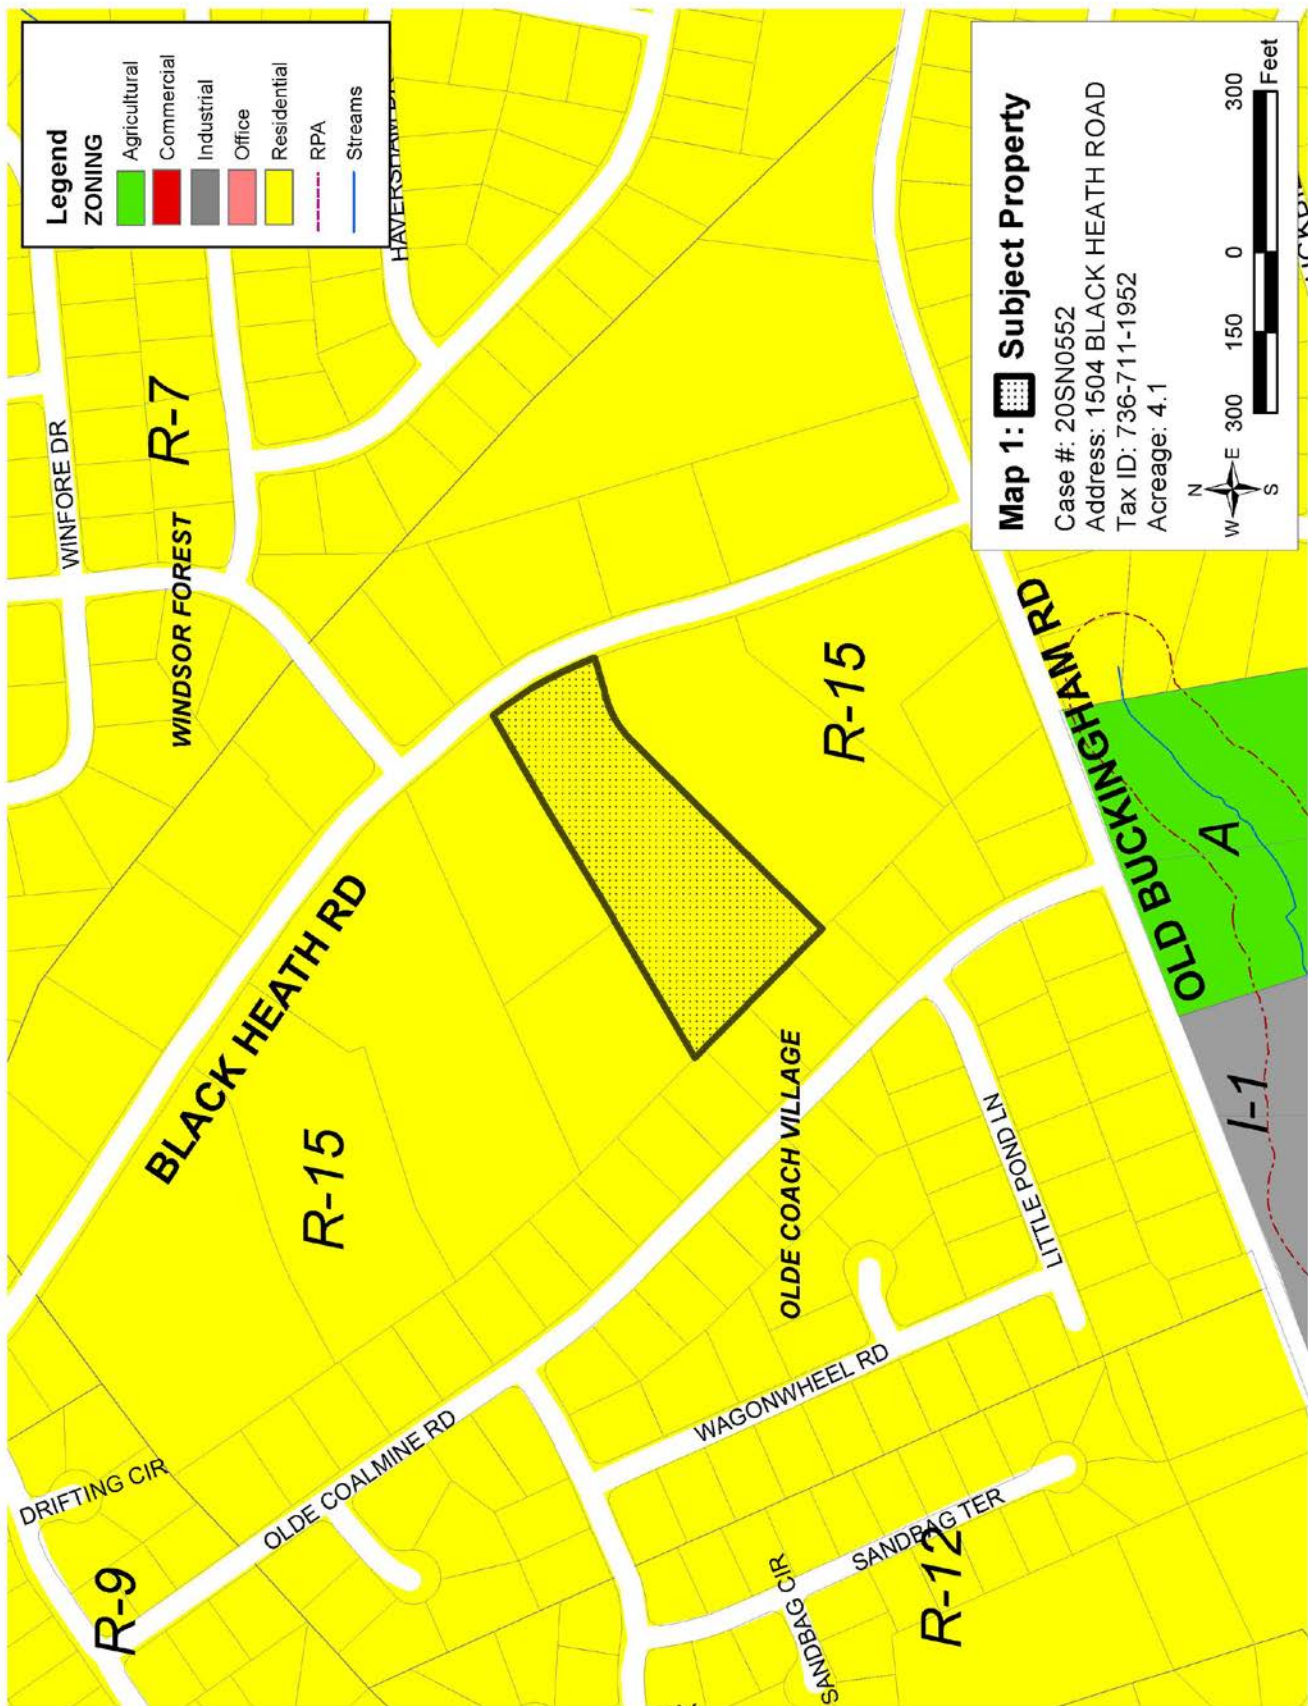 Legend
ZONING
Agricultural
Commercial
Industrial
Office
Residential
RPA
Streams
WINFORE DR
R-7
WINDSOR FOREST
HAVERSHAM DR
BLACK HEATH RD
R-15
R-15
DRIFTING CIR
R-9
OLDE COALMINE RD
OLDE COACH VILLAGE
WAGONWHEEL RD
LITTLE POND LN
SANDBAG CIR
SANDBAG TER
R-12
OLD BUCKINGHAM RD
A
I-1
Map 1: Subject Property
Case #: 20SN0552
Address: 1504 BLACK HEATH ROAD
Tax ID: 736-711-1952
Acreage: 4.1
N
W E
S
300 150 0 300
Feet